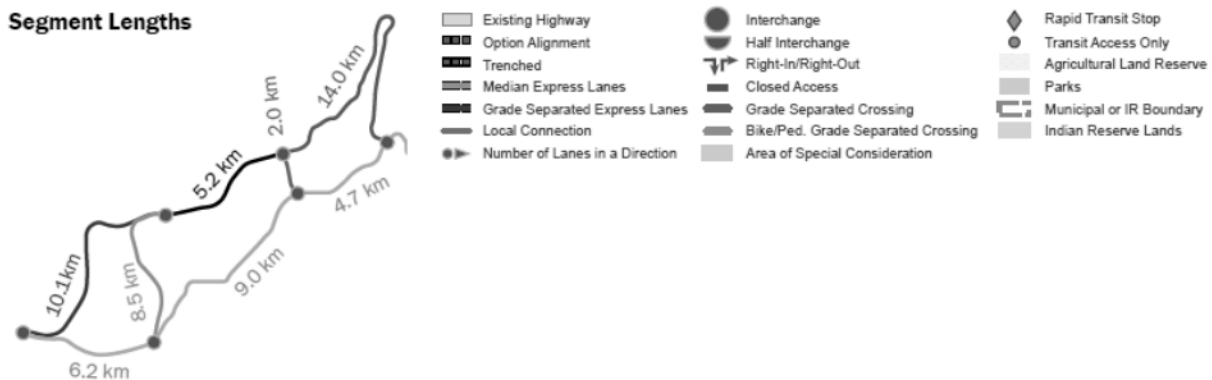 Segment Lengths
14.0 km
2.0 km
5.2 km
4.7 km
10.1km
8.5 km
9.0 km
6.2 km
Existing Highway
Option Alignment
Trenched
Median Express Lanes
Grade Separated Express Lanes
Local Connection
Number of Lanes in a Direction
Interchange
Half Interchange
Right-In/Right-Out
Closed Access
Grade Separated Crossing
Bike/Ped. Grade Separated Crossing
Area of Special Consideration
Rapid Transit Stop
Transit Access Only
Agricultural Land Reserve
Parks
Municipal or IR Boundary
Indian Reserve Lands